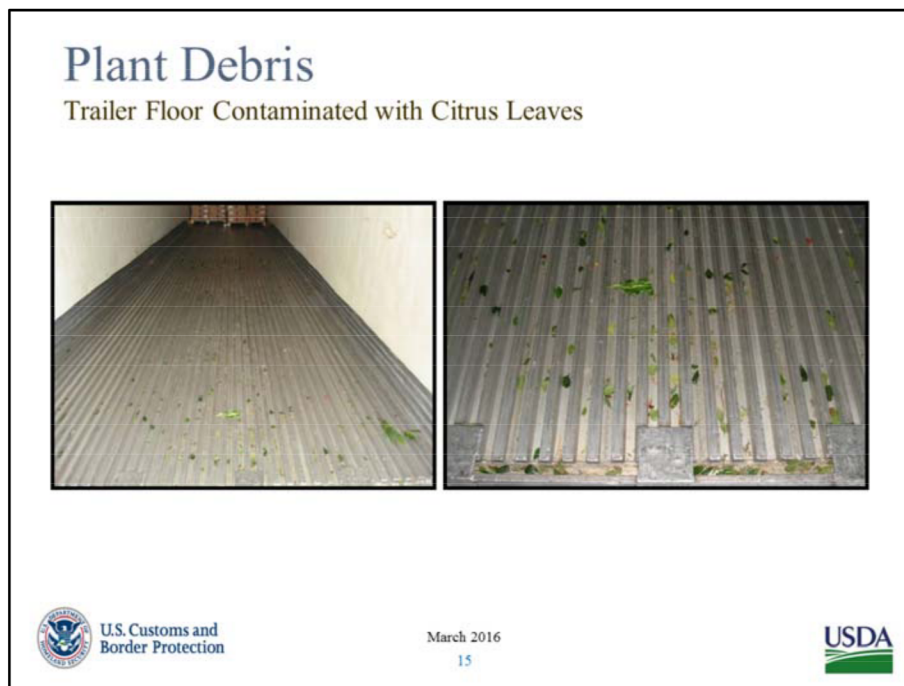 Plant Debris
Trailer Floor Contaminated with Citrus Leaves
U.S. Customs and
Border Protection
March 2016
15
USDA